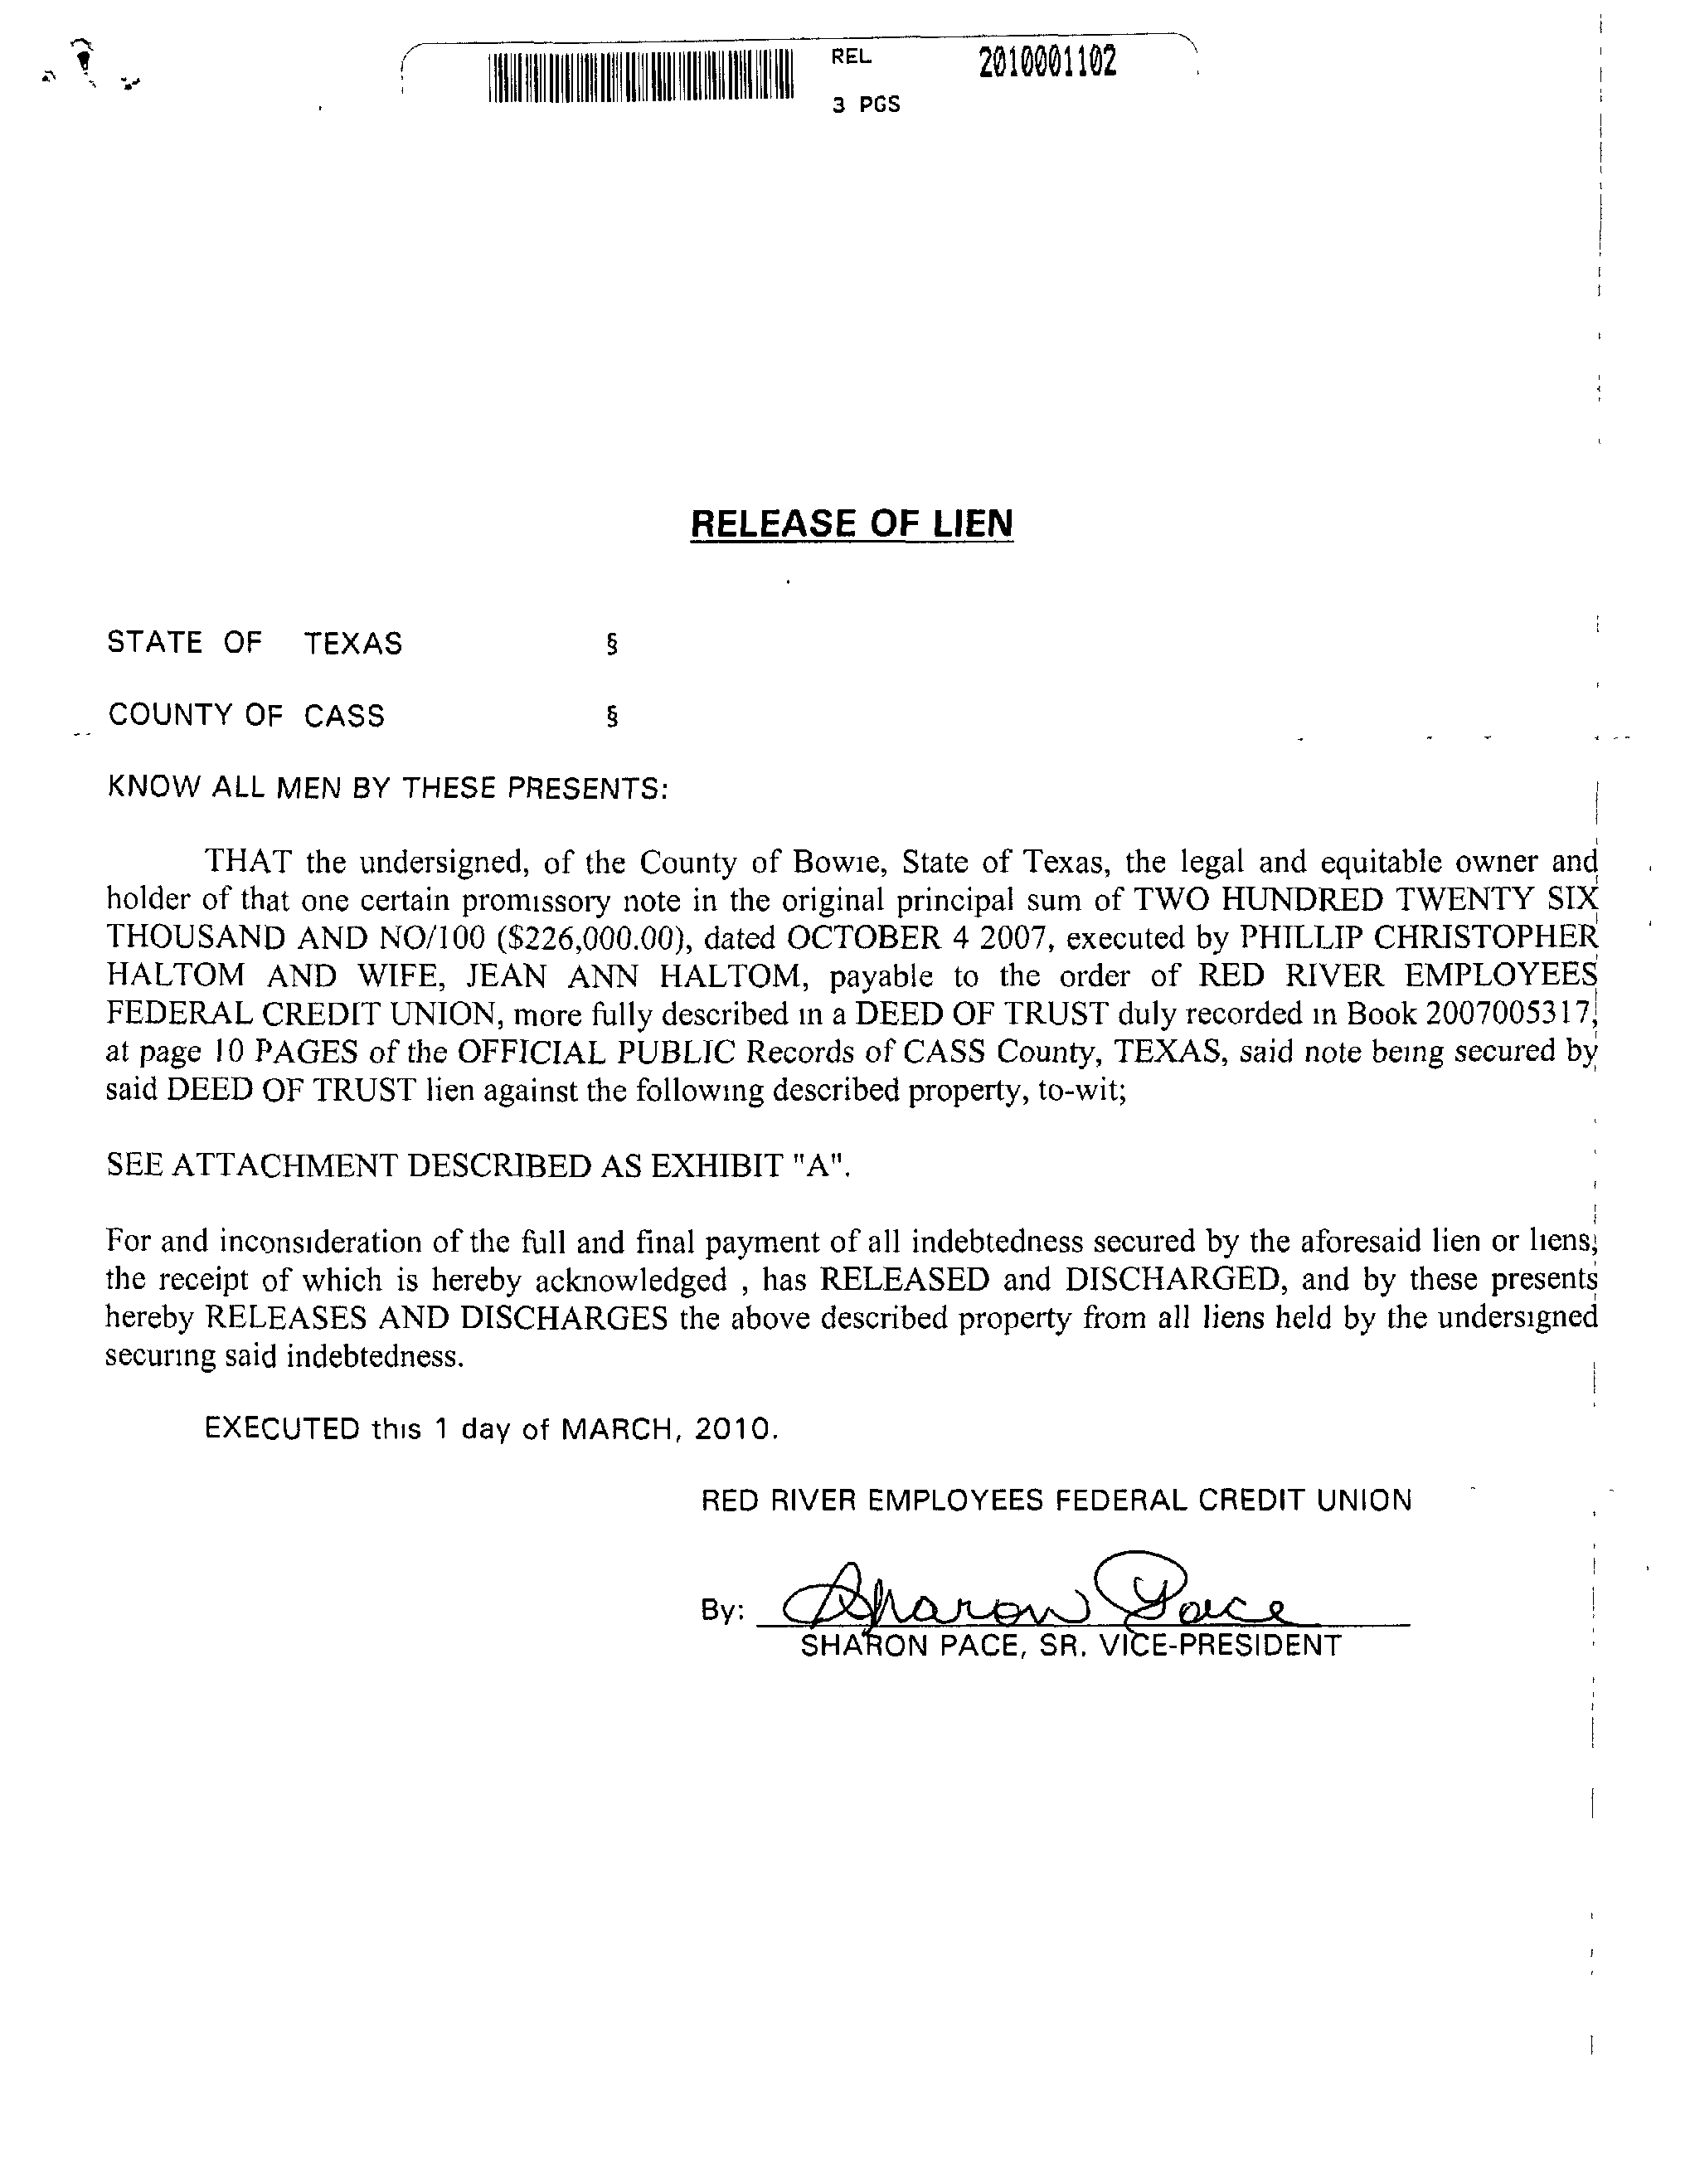 REL 2010001102
3 PGS
RELEASE OF LIEN
STATE OF TEXAS §
COUNTY OF CASS §
KNOW ALL MEN BY THESE PRESENTS:
THAT the undersigned, of the County of Bowie, State of Texas, the legal and equitable owner and
holder of that one certain promissory note in the original principal sum of TWO HUNDRED TWENTY SIX
THOUSAND AND NO/100 ($226,000.00), dated OCTOBER 4 2007, executed by PHILLIP CHRISTOPHER
HALTOM AND WIFE, JEAN ANN HALTOM, payable to the order of RED RIVER EMPLOYEES
FEDERAL CREDIT UNION, more fully described in a DEED OF TRUST duly recorded in Book 2007005317,
at page 10 PAGES of the OFFICIAL PUBLIC Records of CASS County, TEXAS, said note being secured by
said DEED OF TRUST lien against the following described property, to-wit;
SEE ATTACHMENT DESCRIBED AS EXHIBIT "A".
For and inconsideration of the full and final payment of all indebtedness secured by the aforesaid lien or liens,
the receipt of which is hereby acknowledged , has RELEASED and DISCHARGED, and by these presents
hereby RELEASES AND DISCHARGES the above described property from all liens held by the undersigned
securing said indebtedness.
EXECUTED this 1 day of MARCH, 2010.
RED RIVER EMPLOYEES FEDERAL CREDIT UNION
By: Sharon Pace
SHARON PACE, SR. VICE-PRESIDENT